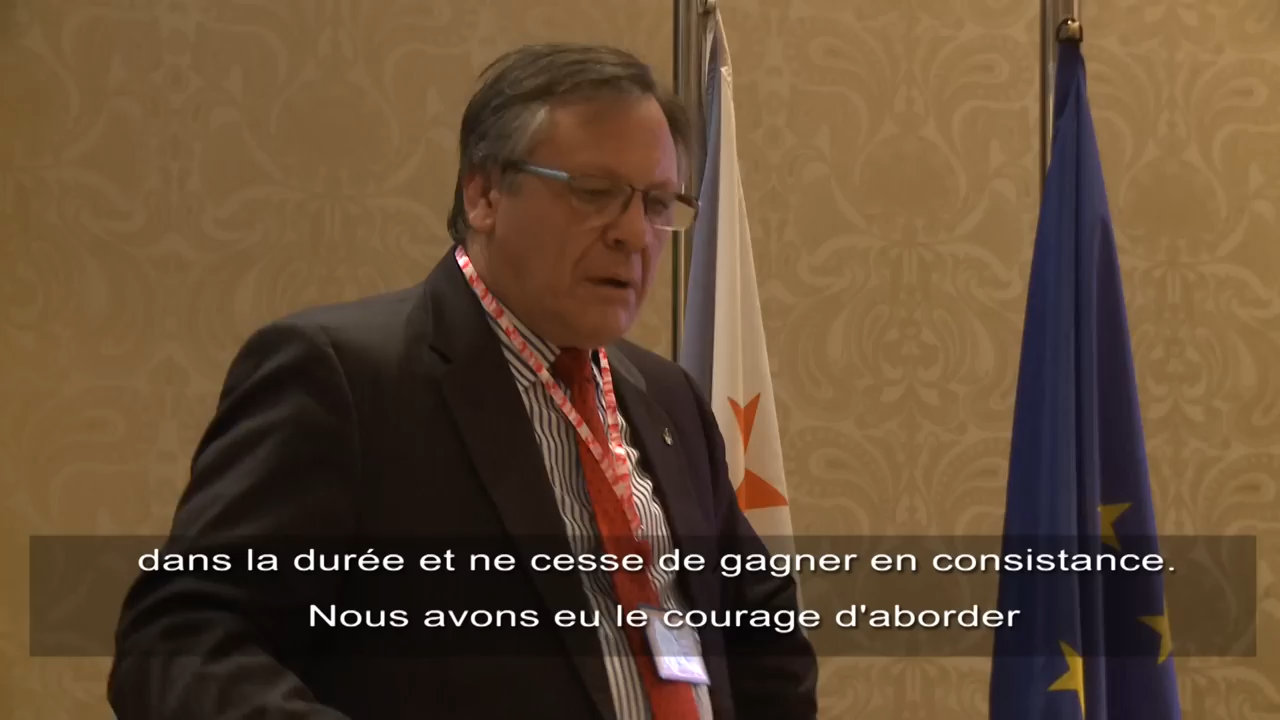 dans la durée et ne cesse de gagner en consistance.
Nous avons eu le courage d'aborder